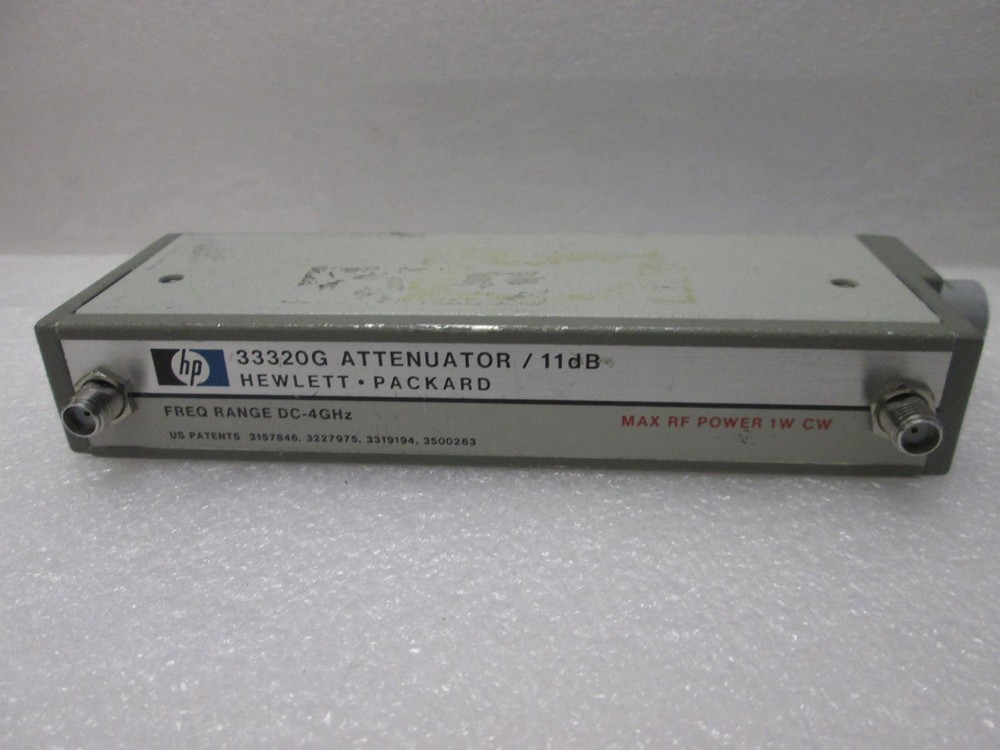 hp 33320G ATTENUATOR / 11dB
HEWLETT • PACKARD
FREQ RANGE DC-4GHz
MAX RF POWER 1W CW
US PATENTS 3157846, 3227975, 3319194, 3500263